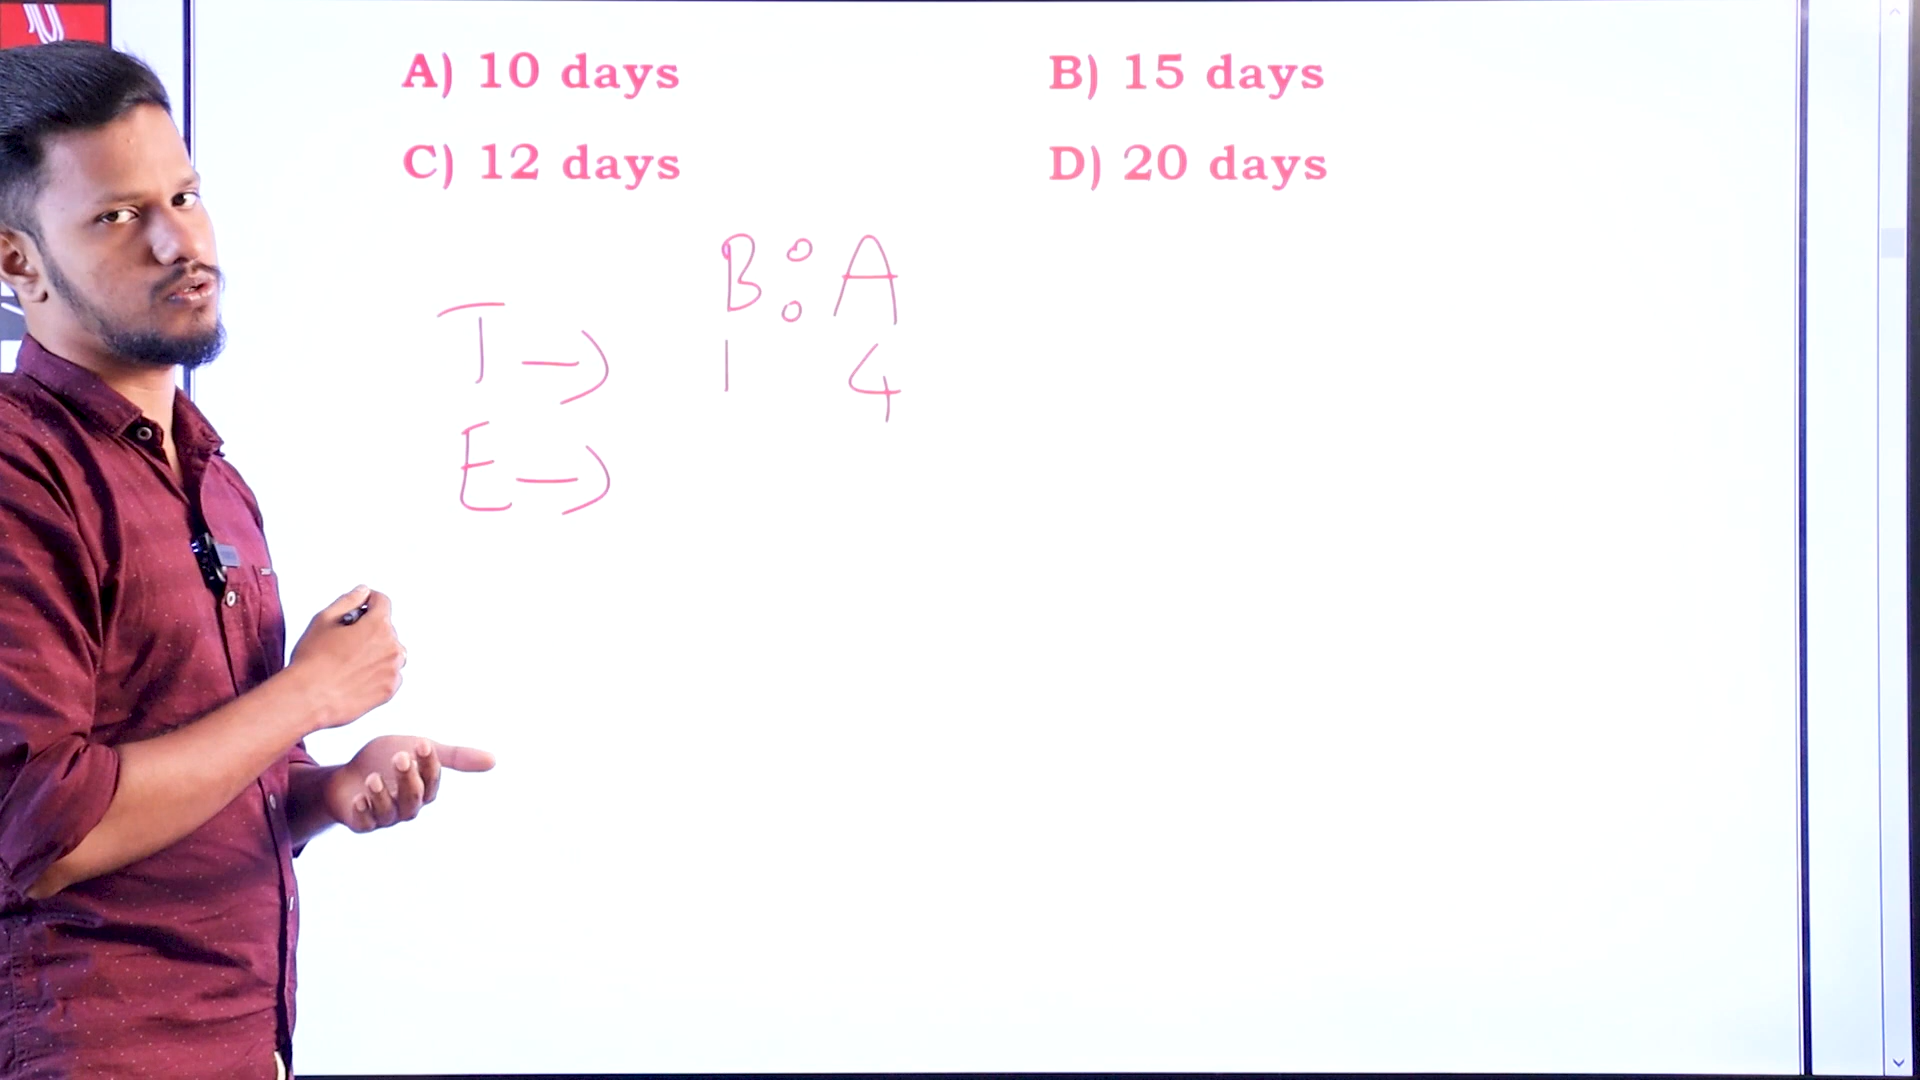 A) 10 days B) 15 days
C) 12 days D) 20 days
B : A
T → 1 4
E →